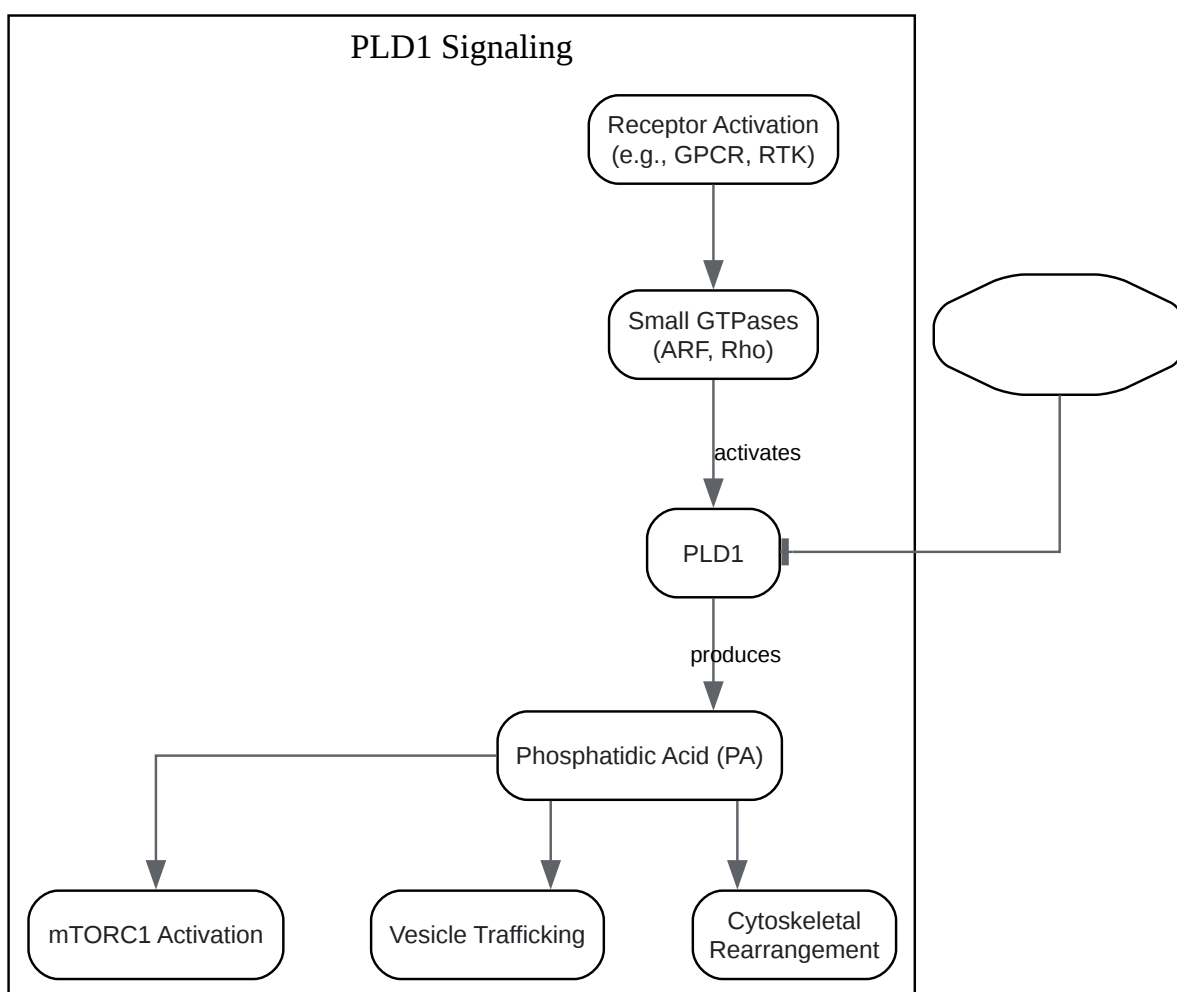 PLD1 Signaling
Receptor Activation
(e.g., GPCR, RTK)
Small GTPases
(ARF, Rho)
activates
PLD1
produces
Phosphatidic Acid (PA)
mTORC1 Activation
Vesicle Trafficking
Cytoskeletal
Rearrangement